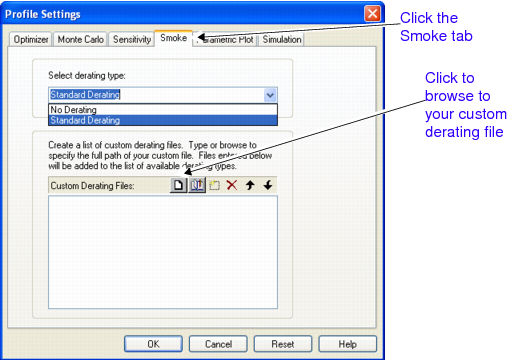 Profile Settings
Click the
Smoke tab
Optimizer Monte Carlo Sensitivity Smoke Parametric Plot Simulation
Select derating type:
Standard Derating
No Derating
Standard Derating
Click to
browse to
your custom
derating file
Create a list of custom derating files. Type or browse to
specify the full path of your custom file. Files entered below
will be added to the list of available derating types.
Custom Derating Files:
OK Cancel Reset Help